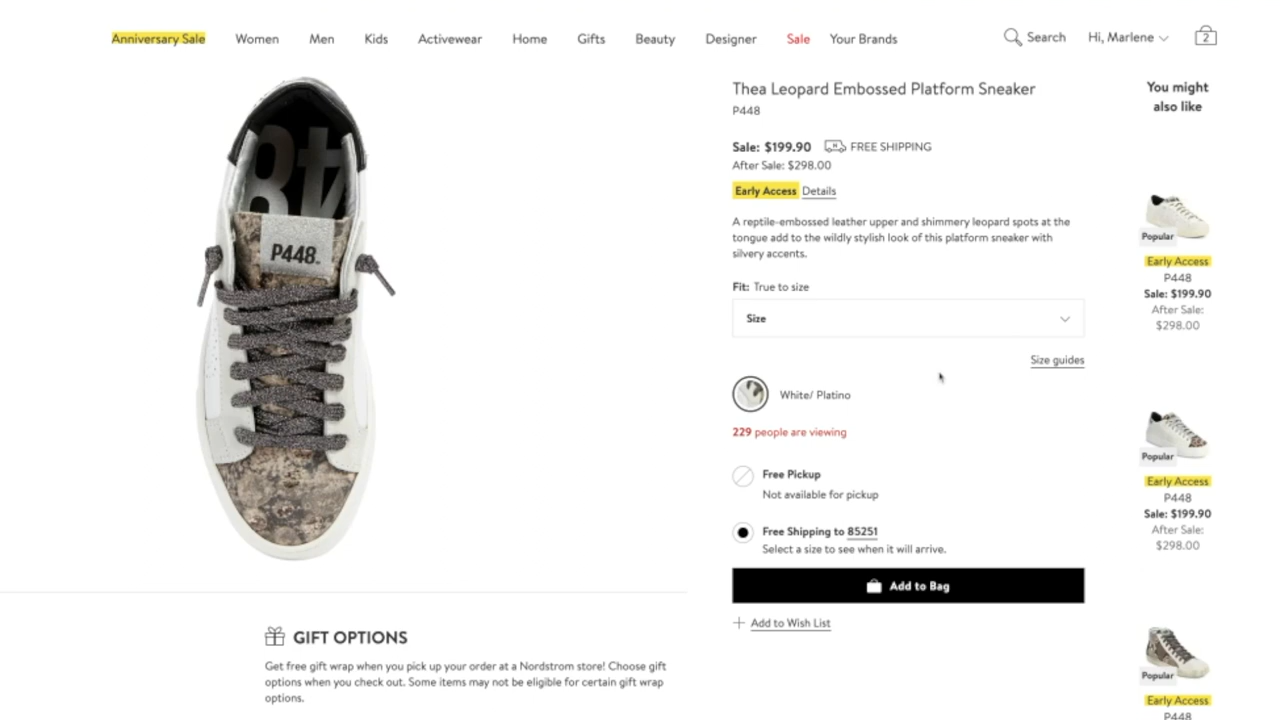 Anniversary Sale Women Men Kids Activewear Home Gifts Beauty Designer Sale Your Brands Search Hi, Marlene 2
P448.
Thea Leopard Embossed Platform Sneaker
P448
Sale: $199.90 FREE SHIPPING
After Sale: $298.00
Early Access Details
A reptile-embossed leather upper and shimmery leopard spots at the
tongue add to the wildly stylish look of this platform sneaker with
silvery accents.
Fit: True to size
Size
Size guides
White/ Platino
229 people are viewing
Free Pickup
Not available for pickup
Free Shipping to 85251
Select a size to see when it will arrive.
Add to Bag
Add to Wish List
GIFT OPTIONS
Get free gift wrap when you pick up your order at a Nordstrom store! Choose gift
options when you check out. Some items may not be eligible for certain gift wrap
options.
You might
also like
Popular
Early Access
P448
Sale: $199.90
After Sale:
$298.00
Popular
Early Access
P448
Sale: $199.90
After Sale:
$298.00
Popular
Early Access
P448